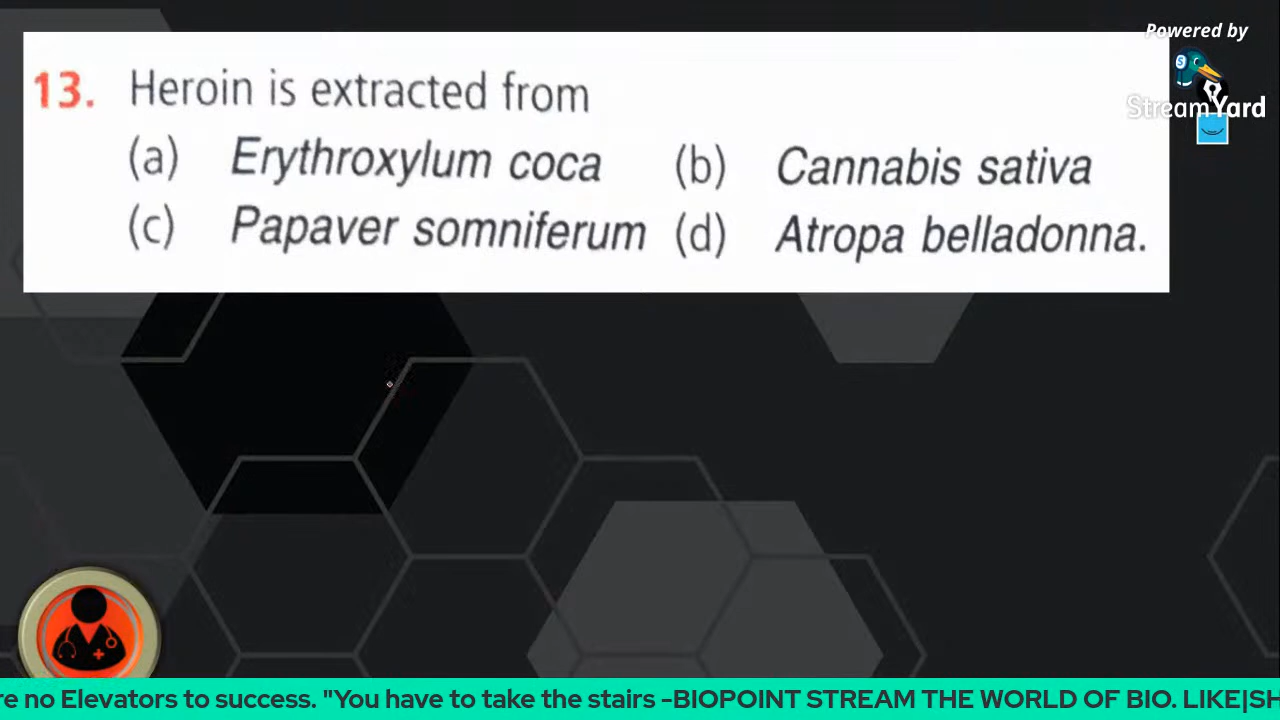 Powered by
StreamYard
13. Heroin is extracted from
(a) Erythroxylum coca (b) Cannabis sativa
(c) Papaver somniferum (d) Atropa belladonna.
re no Elevators to success. "You have to take the stairs -BIOPOINT STREAM THE WORLD OF BIO. LIKE|SH